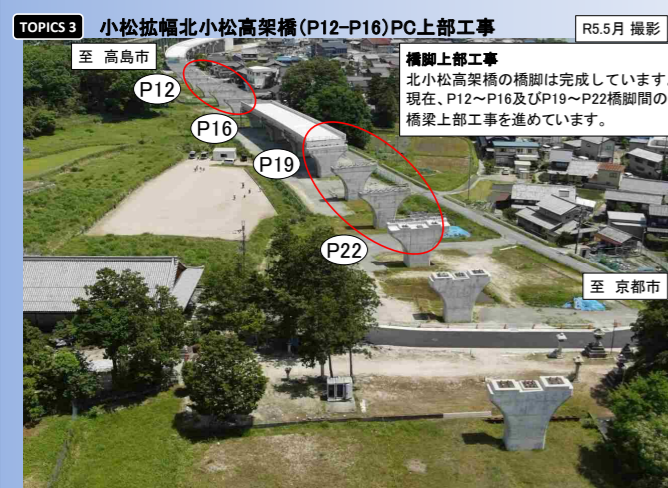 TOPICS 3 小松拡幅北小松高架橋(P12-P16)PC上部工事
R5.5月 撮影
至 高島市
橋脚上部工事
北小松高架橋の橋脚は完成しています。
現在、P12～P16及びP19～P22橋脚間の
橋梁上部工事を進めています。
P12
P16
P19
P22
至 京都市